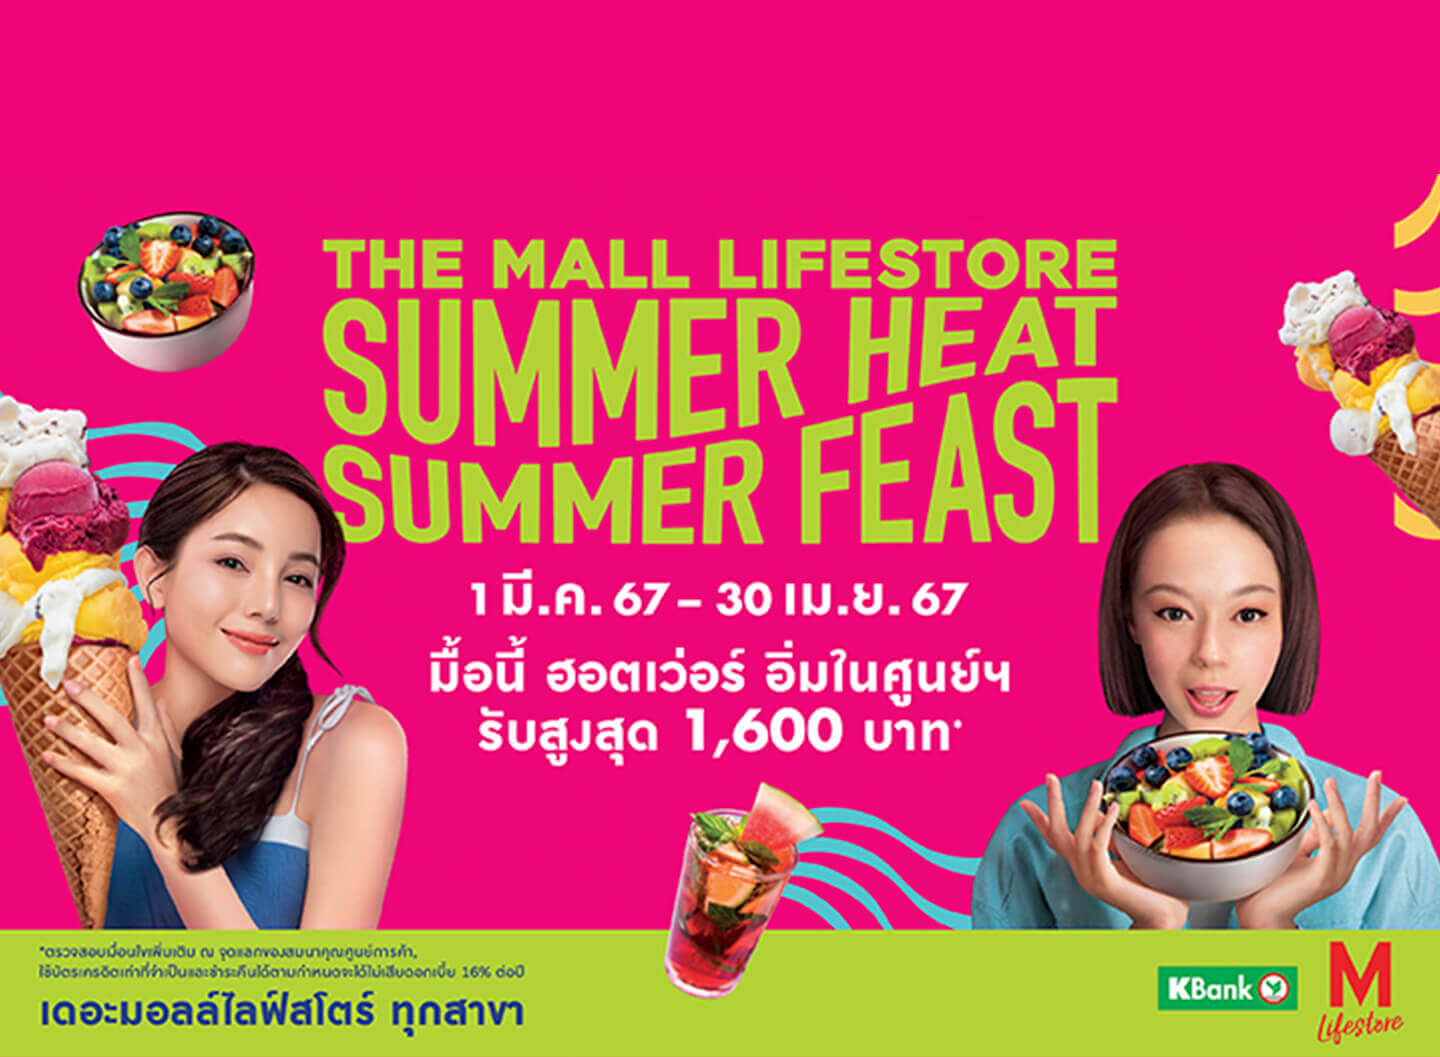 THE MALL LIFESTORE
SUMMER HEAT
SUMMER FEAST
1 มี.ค. 67 – 30 เม.ย. 67
มื้อนี้ ฮอตเว่อร์ อิ่มในศูนย์ฯ
รับสูงสุด 1,600 บาท*
*ตรวจสอบเงื่อนไขเพิ่มเติม ณ จุดแลกของสมนาคุณศูนย์การค้า,
ใช้บัตรเครดิตเท่าที่จำเป็นและชำระคืนได้ตามกำหนดจะได้ไม่เสียดอกเบี้ย 16% ต่อปี
เดอะมอลล์ไลฟ์สโตร์ ทุกสาขา
KBank
M
Lifestore